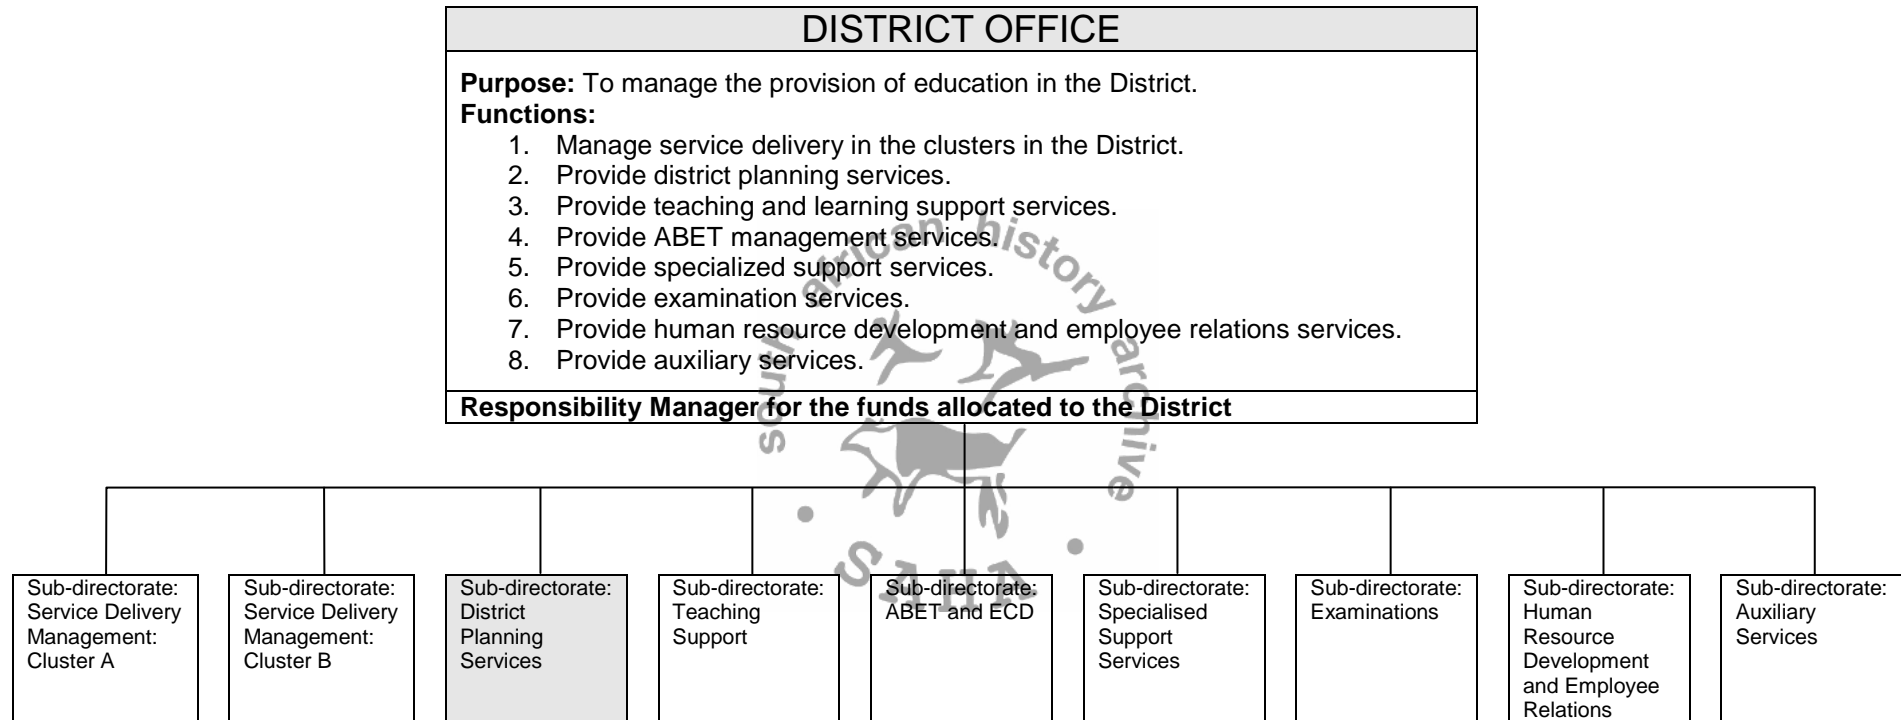 DISTRICT OFFICE
Purpose: To manage the provision of education in the District.
Functions:
1. Manage service delivery in the clusters in the District.
2. Provide district planning services.
3. Provide teaching and learning support services.
4. Provide ABET management services.
5. Provide specialized support services.
6. Provide examination services.
7. Provide human resource development and employee relations services.
8. Provide auxiliary services.
Responsibility Manager for the funds allocated to the District
south african history archive
SAHA
Sub-directorate:
Service Delivery
Management:
Cluster A
Sub-directorate:
Service Delivery
Management:
Cluster B
Sub-directorate:
District
Planning
Services
Sub-directorate:
Teaching
Support
Sub-directorate:
ABET and ECD
Sub-directorate:
Specialised
Support
Services
Sub-directorate:
Examinations
Sub-directorate:
Human
Resource
Development
and Employee
Relations
Sub-directorate:
Auxiliary
Services